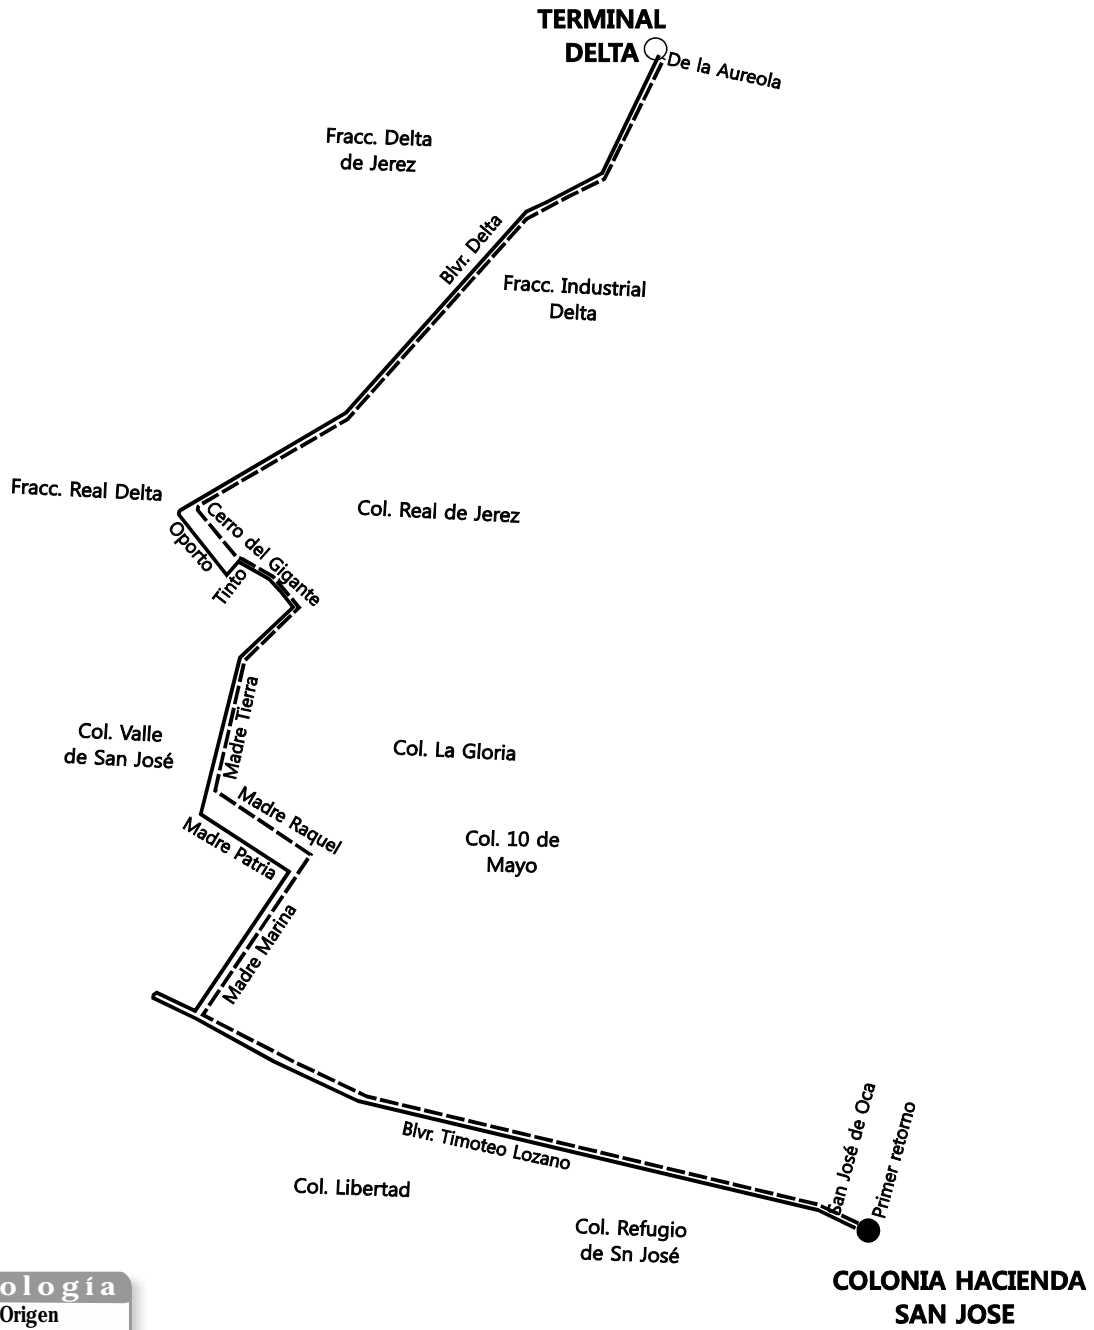 TERMINAL
DELTA
De la Aureola
Fracc. Delta
de Jerez
Blvr. Delta
Fracc. Industrial
Delta
Fracc. Real Delta
Col. Real de Jerez
Cerro del Gigante
Oporto
Tinto
Madre Tierra
Col. Valle
de San José
Col. La Gloria
Madre Raquel
Madre Patria
Col. 10 de
Mayo
Madre Marina
San José de Oca
Primer retorno
Blvr. Timoteo Lozano
Col. Libertad
Col. Refugio
de Sn José
COLONIA HACIENDA
SAN JOSE
ología
Origen